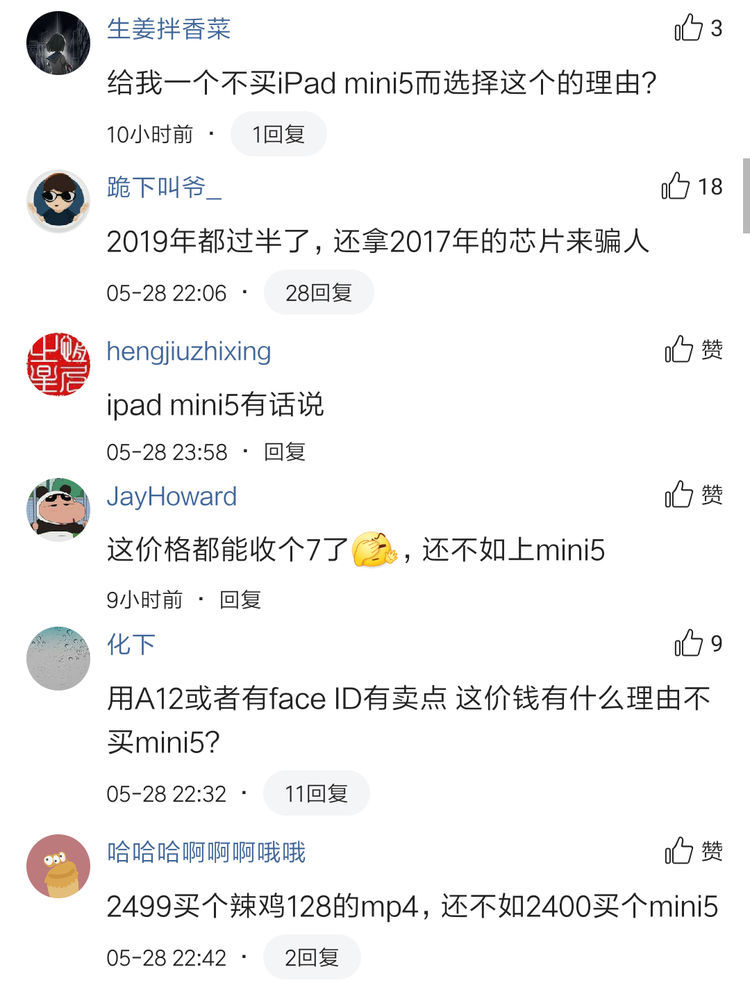 生姜拌香菜
3
给我一个不买iPad mini5而选择这个的理由?
10小时前 · 1回复
跪下叫爷_
18
2019年都过半了，还拿2017年的芯片来骗人
05-28 22:06 · 28回复
hengjiuzhixing
赞
ipad mini5有话说
05-28 23:58 · 回复
JayHoward
赞
这价格都能收个7了🤦，还不如上mini5
9小时前 · 回复
化下
9
用A12或者有face ID有卖点 这价钱有什么理由不
买mini5?
05-28 22:32 · 11回复
哈哈哈啊啊啊哦哦
赞
2499买个辣鸡128的mp4，还不如2400买个mini5
05-28 22:42 · 2回复